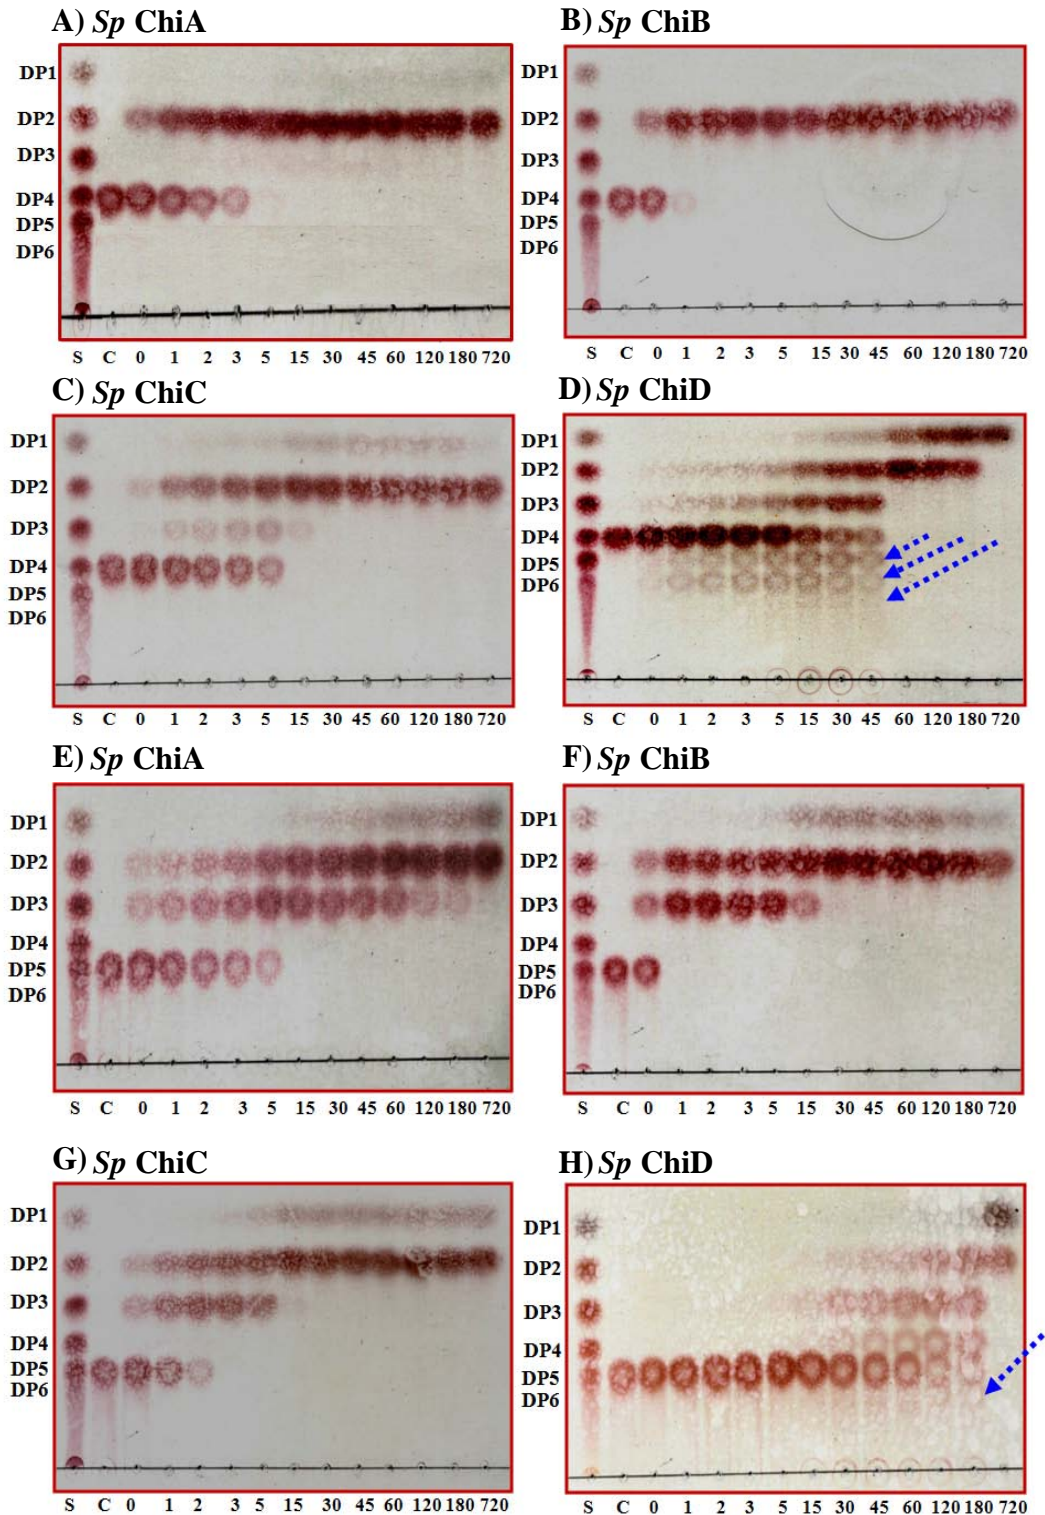 A) Sp ChiA
DP1
DP2
DP3
DP4
DP5
DP6
S C 0 1 2 3 5 15 30 45 60 120 180 720
B) Sp ChiB
DP1
DP2
DP3
DP4
DP5
DP6
S C 0 1 2 3 5 15 30 45 60 120 180 720
C) Sp ChiC
DP1
DP2
DP3
DP4
DP5
DP6
S C 0 1 2 3 5 15 30 45 60 120 180 720
D) Sp ChiD
DP1
DP2
DP3
DP4
DP5
DP6
S C 0 1 2 3 5 15 30 45 60 120 180 720
E) Sp ChiA
DP1
DP2
DP3
DP4
DP5
DP6
S C 0 1 2 3 5 15 30 45 60 120 180 720
F) Sp ChiB
DP1
DP2
DP3
DP4
DP5
DP6
S C 0 1 2 3 5 15 30 45 60 120 180 720
G) Sp ChiC
DP1
DP2
DP3
DP4
DP5
DP6
S C 0 1 2 3 5 15 30 45 60 120 180 720
H) Sp ChiD
DP1
DP2
DP3
DP4
DP5
DP6
S C 0 1 2 3 5 15 30 45 60 120 180 720